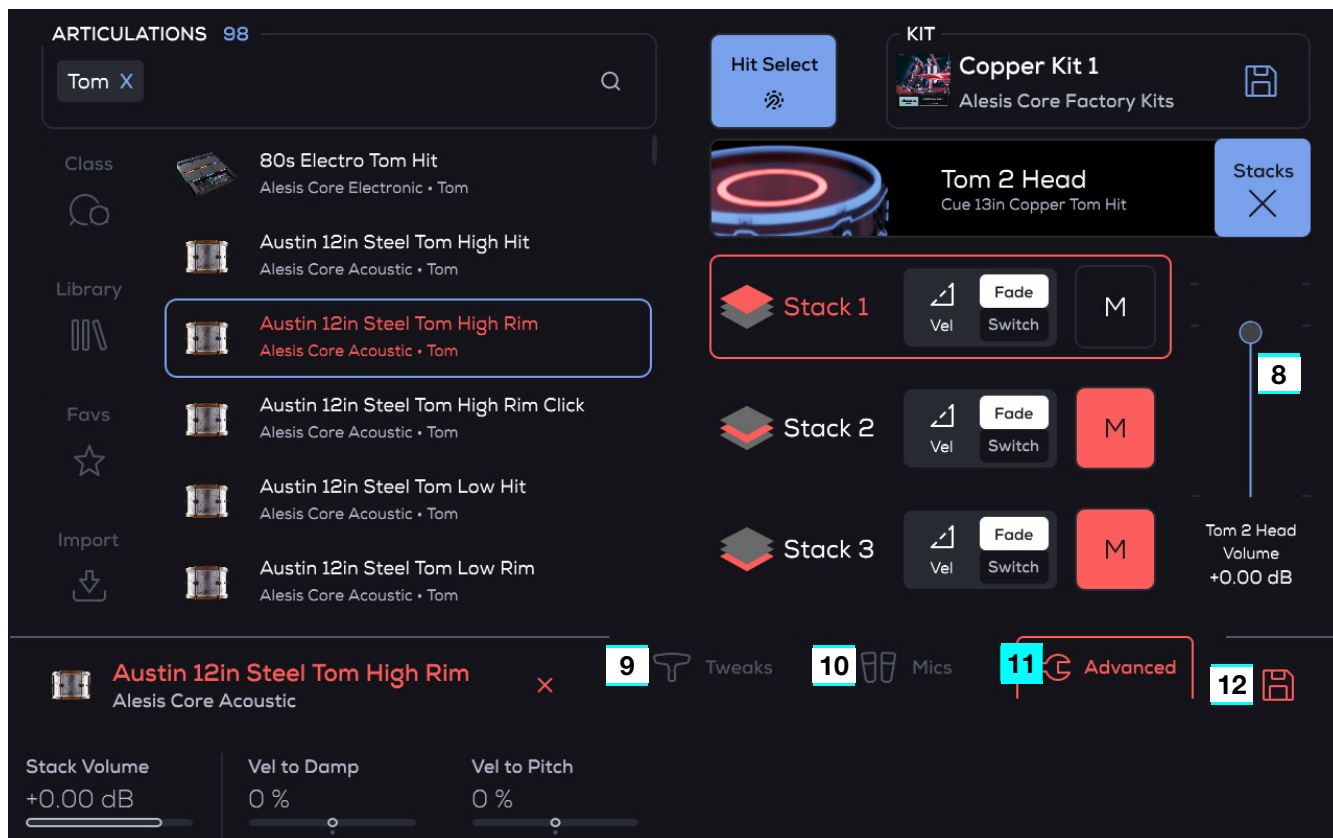 ARTICULATIONS 98
Tom X
Class
Library
Favs
Import
80s Electro Tom Hit
Alesis Core Electronic • Tom
Austin 12in Steel Tom High Hit
Alesis Core Acoustic • Tom
Austin 12in Steel Tom High Rim
Alesis Core Acoustic • Tom
Austin 12in Steel Tom High Rim Click
Alesis Core Acoustic • Tom
Austin 12in Steel Tom Low Hit
Alesis Core Acoustic • Tom
Austin 12in Steel Tom Low Rim
Alesis Core Acoustic • Tom
Hit Select
KIT
Copper Kit 1
Alesis Core Factory Kits
Tom 2 Head
Cue 13in Copper Tom Hit
Stacks
Stack 1
Vel
Fade
Switch
M
Stack 2
Vel
Fade
Switch
M
Stack 3
Vel
Fade
Switch
M
8
Tom 2 Head
Volume
+0.00 dB
Austin 12in Steel Tom High Rim
Alesis Core Acoustic
9 Tweaks
10 Mics
11 Advanced
12
Stack Volume
+0.00 dB
Vel to Damp
0 %
Vel to Pitch
0 %